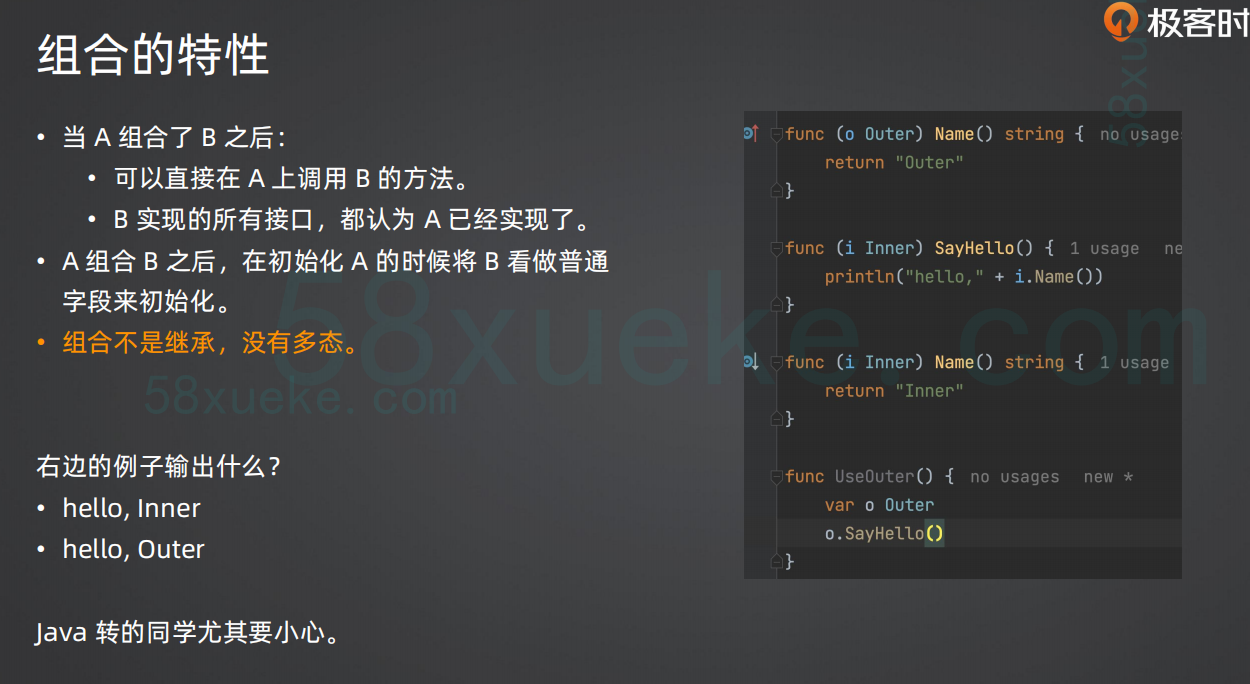 组合的特性
极客时
• 当 A 组合了 B 之后：
• 可以直接在 A 上调用 B 的方法。
• B 实现的所有接口，都认为 A 已经实现了。
• A 组合 B 之后，在初始化 A 的时候将 B 看做普通
字段来初始化。
• 组合不是继承，没有多态。
右边的例子输出什么？
• hello, Inner
• hello, Outer
Java 转的同学尤其要小心。
func (o Outer) Name() string { no usages
return "Outer"
}
func (i Inner) SayHello() { 1 usage ne
println("hello," + i.Name())
}
func (i Inner) Name() string { 1 usage
return "Inner"
}
func UseOuter() { no usages new *
var o Outer
o.SayHello()
}
58xueke.com
58xueke.com
58xu